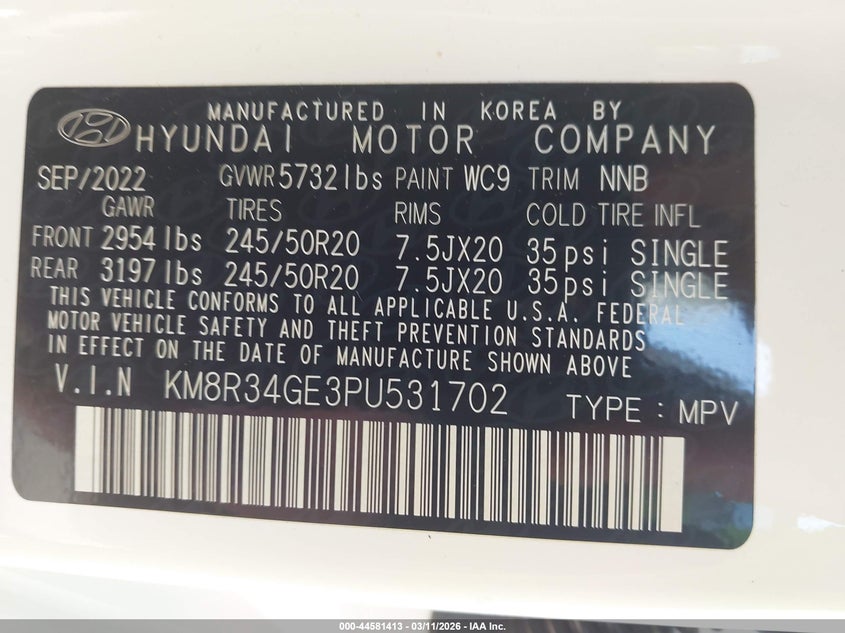 MANUFACTURED IN KOREA BY
HYUNDAI MOTOR COMPANY
SEP/2022 GVWR 5732 lbs PAINT WC9 TRIM NNB
GAWR TIRES RIMS COLD TIRE INFL
FRONT 2954 lbs 245/50R20 7.5JX20 35psi SINGLE
REAR 3197 lbs 245/50R20 7.5JX20 35psi SINGLE
THIS VEHICLE CONFORMS TO ALL APPLICABLE U.S.A. FEDERAL
MOTOR VEHICLE SAFETY AND THEFT PREVENTION STANDARDS
IN EFFECT ON THE DATE OF MANUFACTURE SHOWN ABOVE
V.I.N KM8R34GE3PU531702 TYPE : MPV
000-44581413 - 03/11/2026 - IAA Inc.